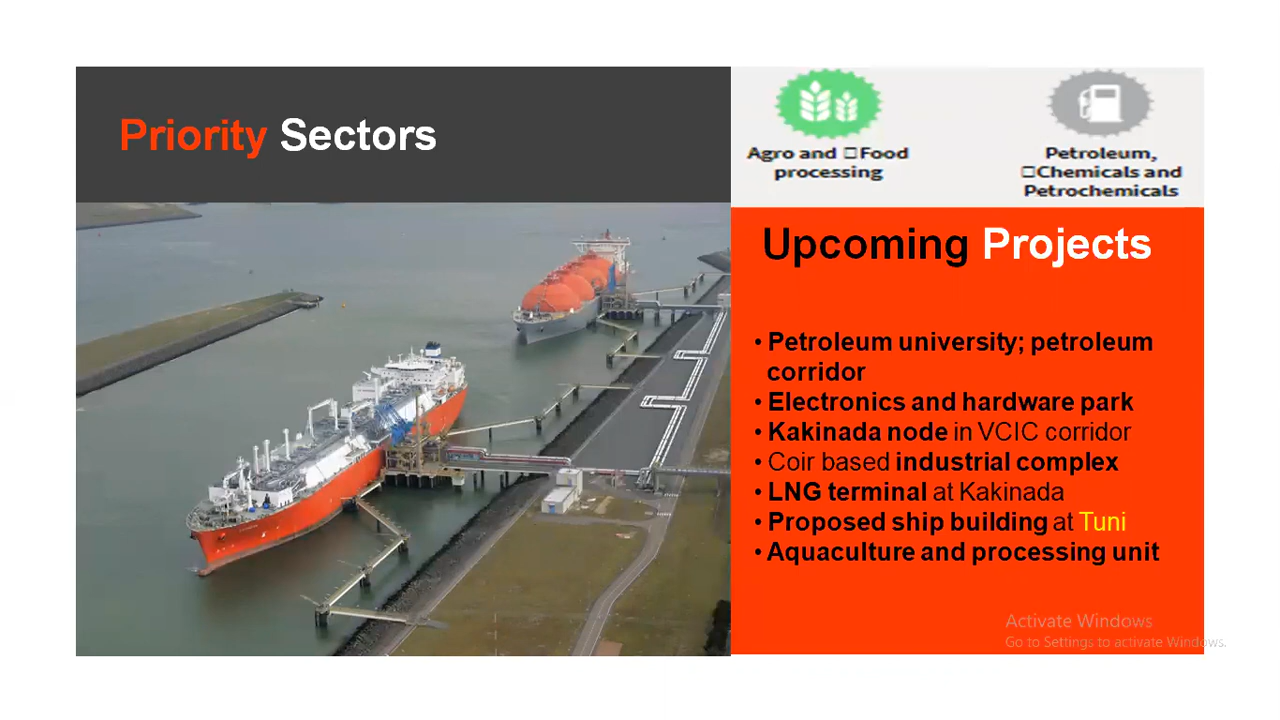 Priority Sectors
Agro and □Food
processing
Petroleum,
□Chemicals and
Petrochemicals
Upcoming Projects
• Petroleum university; petroleum
corridor
• Electronics and hardware park
• Kakinada node in VCIC corridor
• Coir based industrial complex
• LNG terminal at Kakinada
• Proposed ship building at Tuni
• Aquaculture and processing unit
Activate Windows
Go to Settings to activate Windows.